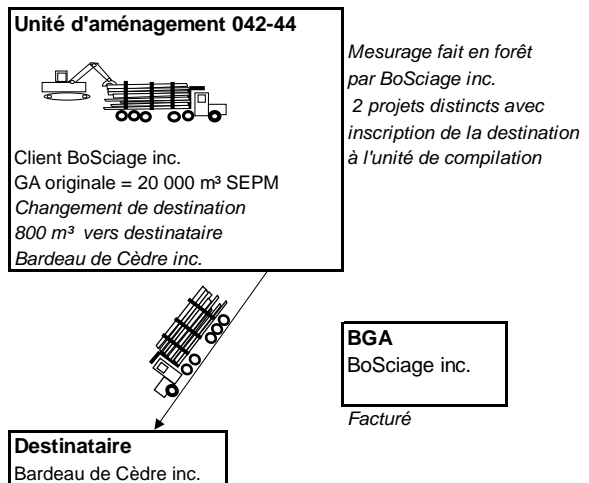 Unité d'aménagement 042-44
Client BoSciage inc.
GA originale = 20 000 m³ SEPM
Changement de destination
800 m³ vers destinataire
Bardeau de Cèdre inc.
Mesurage fait en forêt
par BoSciage inc.
2 projets distincts avec
inscription de la destination
à l'unité de compilation
BGA
BoSciage inc.
Facturé
Destinataire
Bardeau de Cèdre inc.